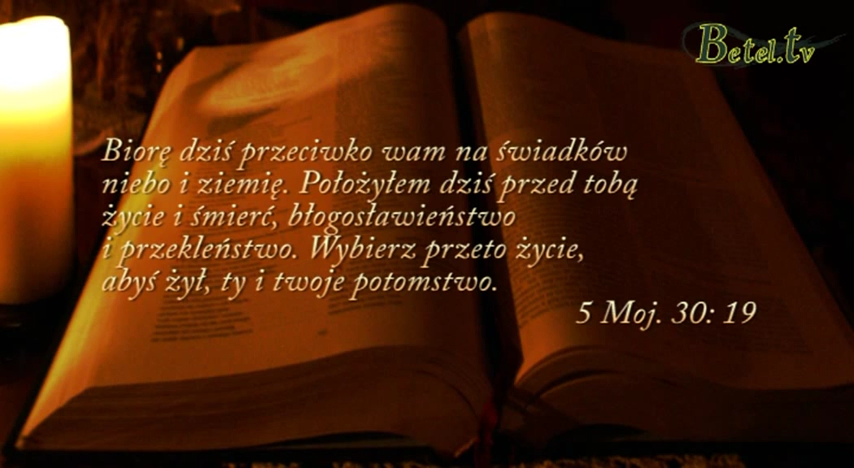 Betel.tv
Biorę dziś przeciwko wam na świadków
niebo i ziemię. Położyłem dziś przed tobą
życie i śmierć, błogosławieństwo
i przekleństwo. Wybierz przeto życie,
abyś żył, ty i twoje potomstwo.
5 Moj. 30: 19